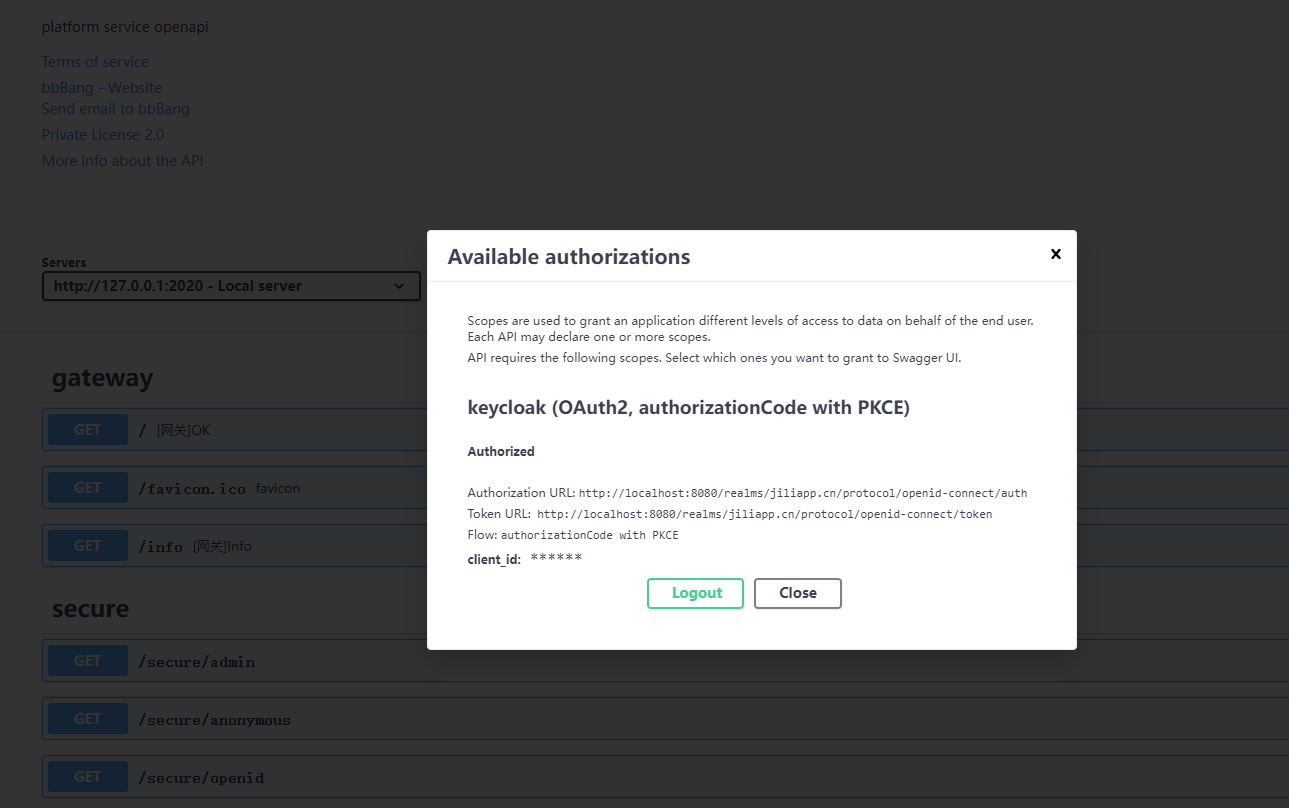 platform service openapi
Terms of service
bbBang - Website
Send email to bbBang
Private License 2.0
More info about the API
Servers
http://127.0.0.1:2020 - Local server
gateway
GET / [网关]OK
GET /favicon.ico favicon
GET /info [网关]Info
secure
GET /secure/admin
GET /secure/anonymous
GET /secure/openid
Available authorizations
x
Scopes are used to grant an application different levels of access to data on behalf of the end user.
Each API may declare one or more scopes.
API requires the following scopes. Select which ones you want to grant to Swagger UI.
keycloak (OAuth2, authorizationCode with PKCE)
Authorized
Authorization URL: http://localhost:8080/realms/jiliapp.cn/protocol/openid-connect/auth
Token URL: http://localhost:8080/realms/jiliapp.cn/protocol/openid-connect/token
Flow: authorizationCode with PKCE
client_id: ******
Logout Close